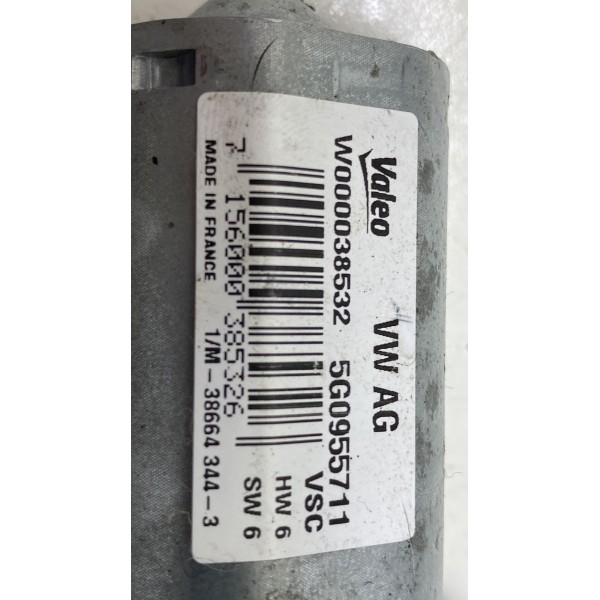 Valeo VW AG
W000038532 5G0955711
VSC
HW 6
SW 6
7 156000 385326
MADE IN FRANCE 1/M-38664 344-3